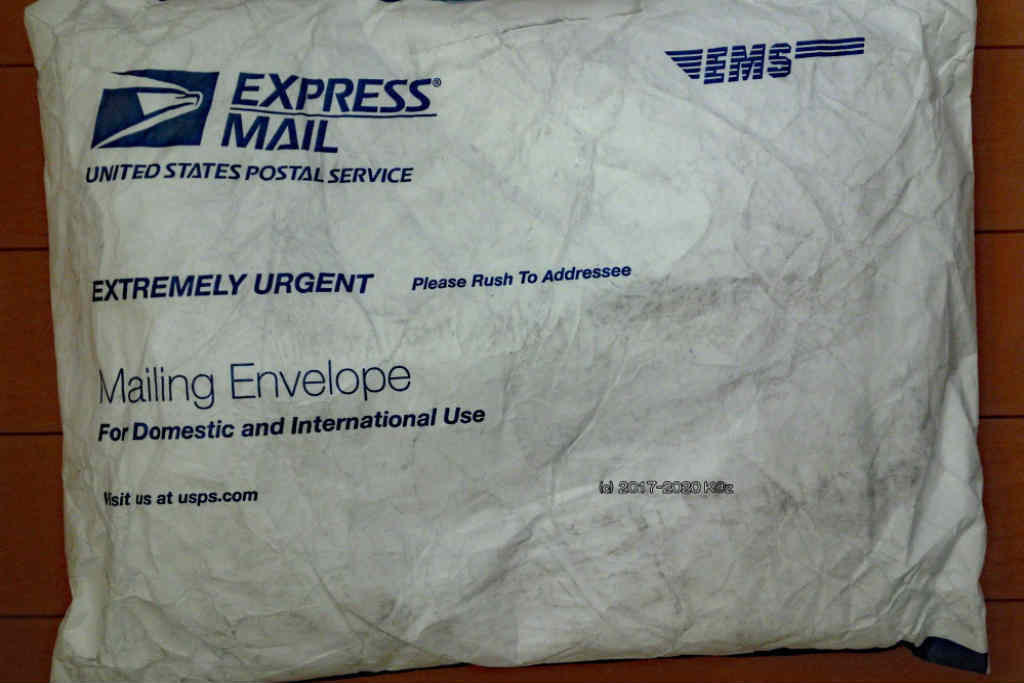 EXPRESS®
MAIL
UNITED STATES POSTAL SERVICE
EMS
EXTREMELY URGENT Please Rush To Addressee
Mailing Envelope
For Domestic and International Use
Visit us at usps.com
(c) 2017-2020